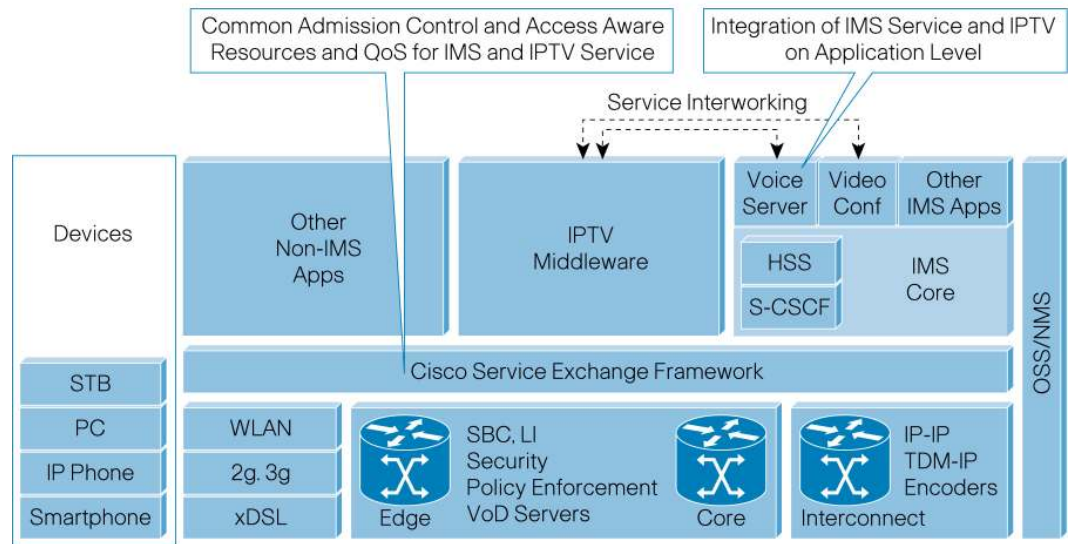 Common Admission Control and Access Aware
Resources and QoS for IMS and IPTV Service
Integration of IMS Service and IPTV
on Application Level
Service Interworking
Devices
Other
Non-IMS
Apps
IPTV
Middleware
Voice
Server
Video
Conf
Other
IMS Apps
HSS
S-CSCF
IMS
Core
OSS/NMS
Cisco Service Exchange Framework
STB
PC
IP Phone
Smartphone
WLAN
2g. 3g
xDSL
Edge
SBC, LI
Security
Policy Enforcement
VoD Servers
Core
Interconnect
IP-IP
TDM-IP
Encoders